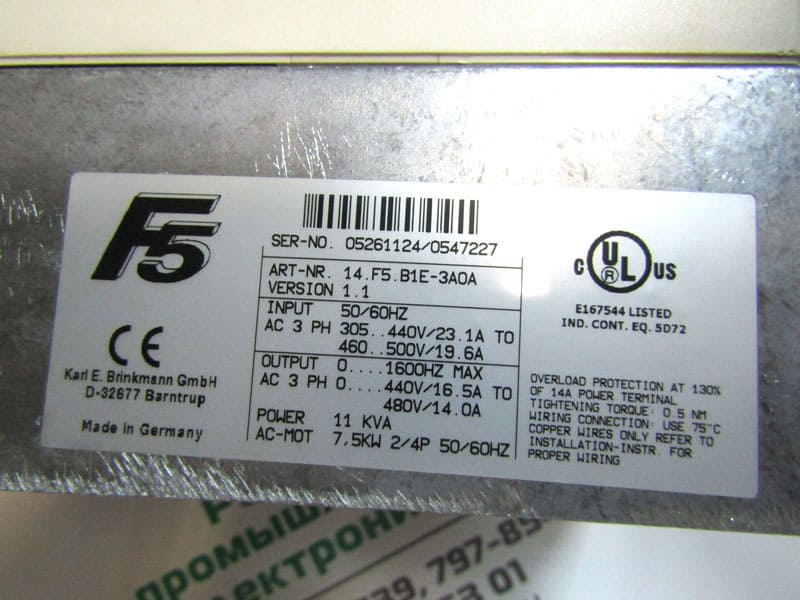 F5
SER-NO. 05261124/0547227
ART-NR. 14.F5.B1E-3A0A
VERSION 1.1
INPUT 50/60HZ
AC 3 PH 305..440V/23.1A TO
460..500V/19.6A
OUTPUT 0....1600HZ MAX
AC 3 PH 0....440V/16.5A TO
480V/14.0A
POWER 11 KVA
AC-MOT 7,5KW 2/4P 50/60HZ
CE
Karl E. Brinkmann GmbH
D-32677 Barntrup
Made in Germany
C UL US
®
E167544 LISTED
IND. CONT. EQ. 5D72
OVERLOAD PROTECTION AT 130%
OF 14A POWER TERMINAL
TIGHTENING TORQUE: 0.5 NM
WIRING CONNECTION: USE 75°C
COPPER WIRES ONLY REFER TO
INSTALLATION-INSTR. FOR
PROPER WIRING
39, 797-85
53 01